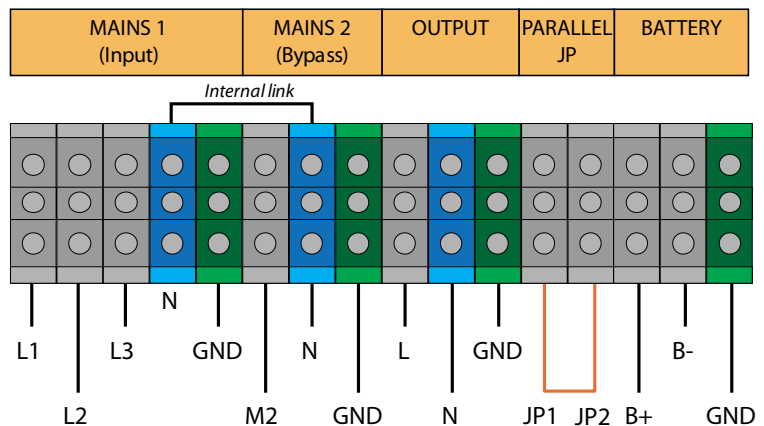 MAINS 1
(Input)
MAINS 2
(Bypass)
OUTPUT
PARALLEL
JP
BATTERY
Internal link
N
L1
L3
GND
N
L
GND
B-
L2
M2
GND
N
JP1
JP2
B+
GND